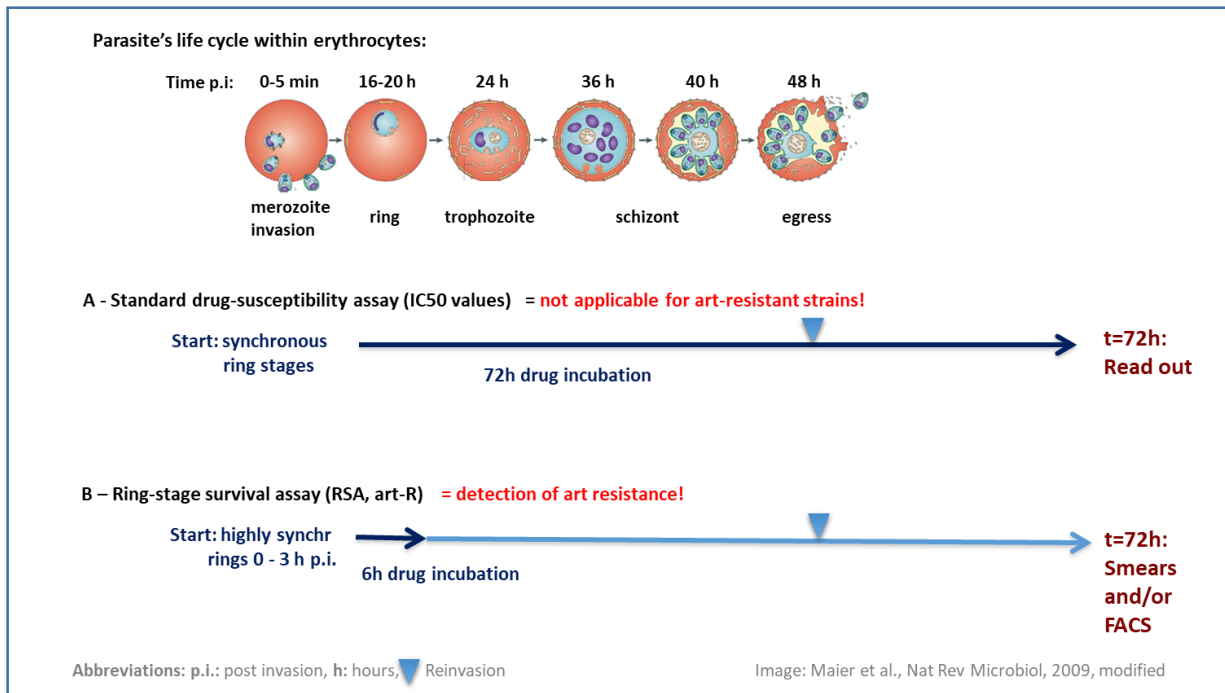 Parasite's life cycle within erythrocytes:
Time p.i: 0-5 min 16-20 h 24 h 36 h 40 h 48 h
merozoite invasion ring trophozoite schizont egress
A - Standard drug-susceptibility assay (IC50 values) = not applicable for art-resistant strains!
Start: synchronous
ring stages
72h drug incubation
t=72h:
Read out
B – Ring-stage survival assay (RSA, art-R) = detection of art resistance!
Start: highly synchr
rings 0 - 3 h p.i.
6h drug incubation
t=72h:
Smears
and/or
FACS
Abbreviations: p.i.: post invasion, h: hours, Reinvasion
Image: Maier et al., Nat Rev Microbiol, 2009, modified